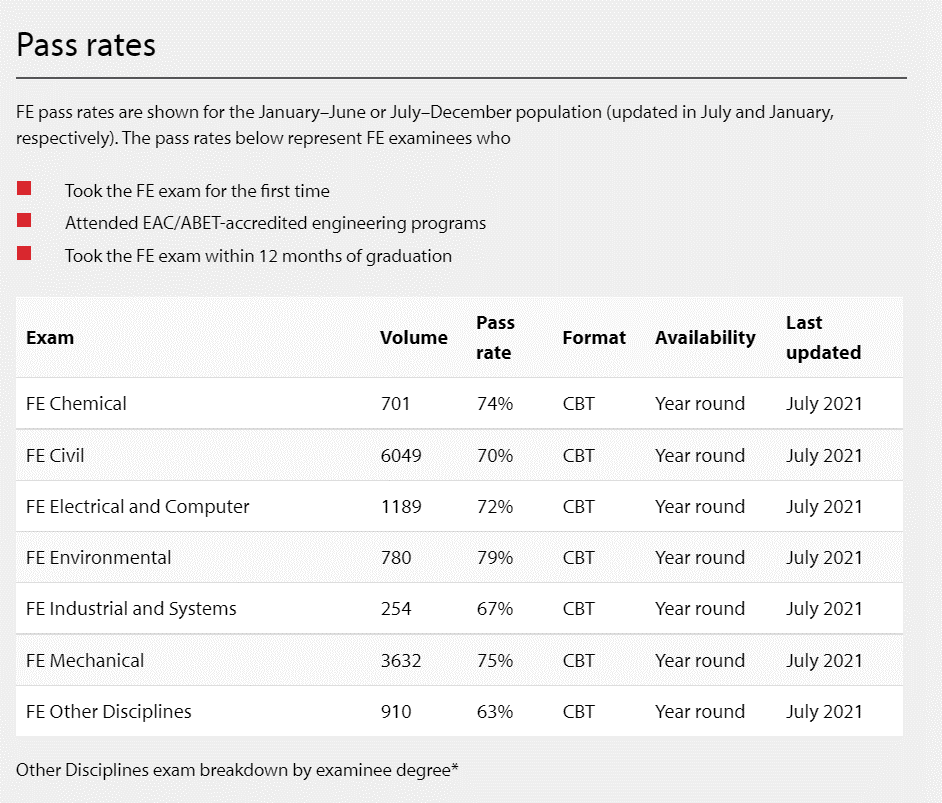 Pass rates
FE pass rates are shown for the January–June or July–December population (updated in July and January,
respectively). The pass rates below represent FE examinees who
Took the FE exam for the first time
Attended EAC/ABET-accredited engineering programs
Took the FE exam within 12 months of graduation
Exam Volume Pass rate Format Availability Last updated
FE Chemical 701 74% CBT Year round July 2021
FE Civil 6049 70% CBT Year round July 2021
FE Electrical and Computer 1189 72% CBT Year round July 2021
FE Environmental 780 79% CBT Year round July 2021
FE Industrial and Systems 254 67% CBT Year round July 2021
FE Mechanical 3632 75% CBT Year round July 2021
FE Other Disciplines 910 63% CBT Year round July 2021
Other Disciplines exam breakdown by examinee degree*